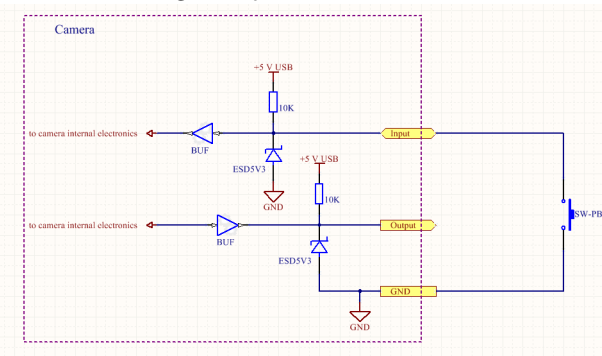 Camera
+5 V USB
10K
to camera internal electronics
Input
BUF
ESD5V3
+5 V USB
GND
10K
SW-PB
to camera internal electronics
Output
BUF
ESD5V3
GND
GND